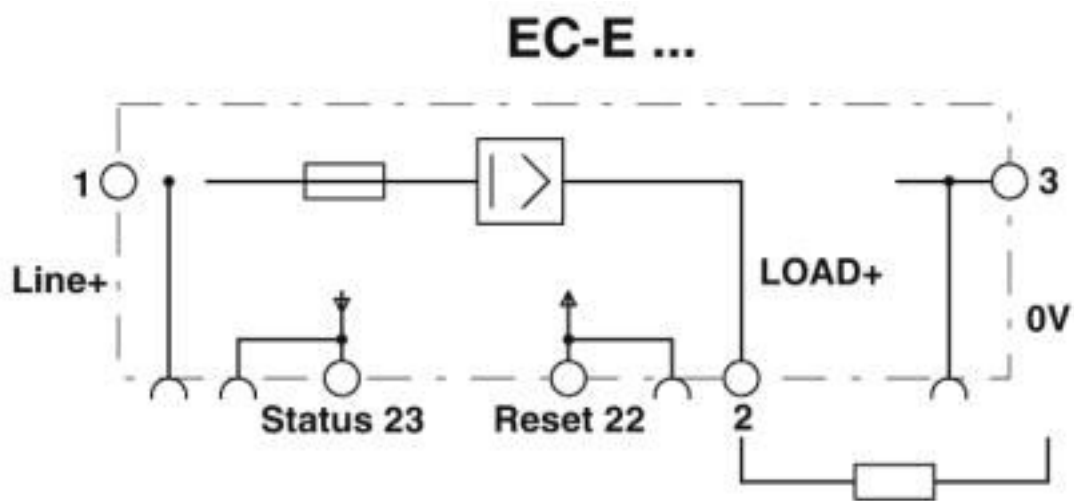 EC-E ...
1
3
Line+
LOAD+
0V
Status 23
Reset 22
2